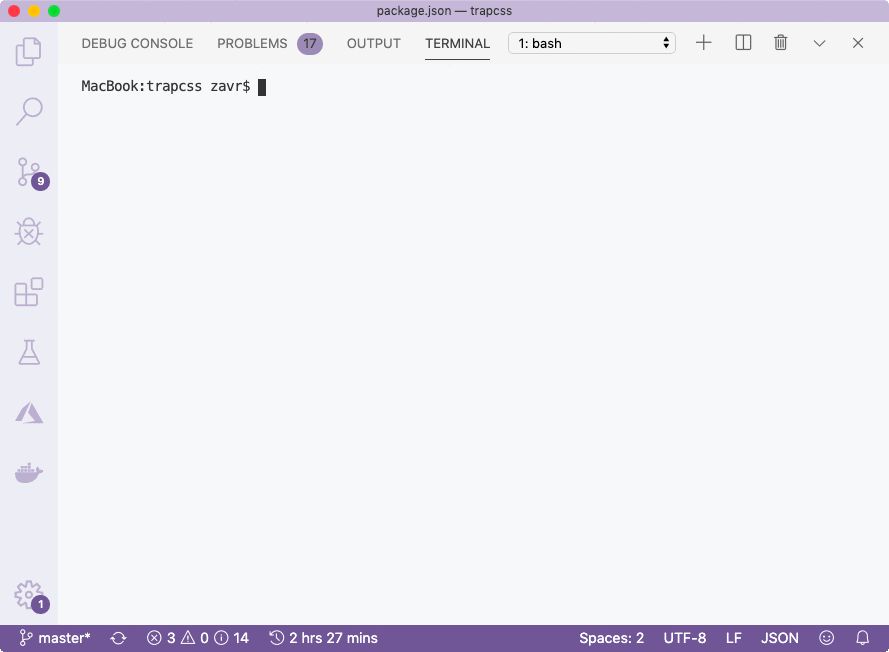 package.json — trapcss
DEBUG CONSOLE PROBLEMS 17 OUTPUT TERMINAL 1: bash
MacBook:trapcss zavr$
9
1
master* 3 0 14 2 hrs 27 mins Spaces: 2 UTF-8 LF JSON